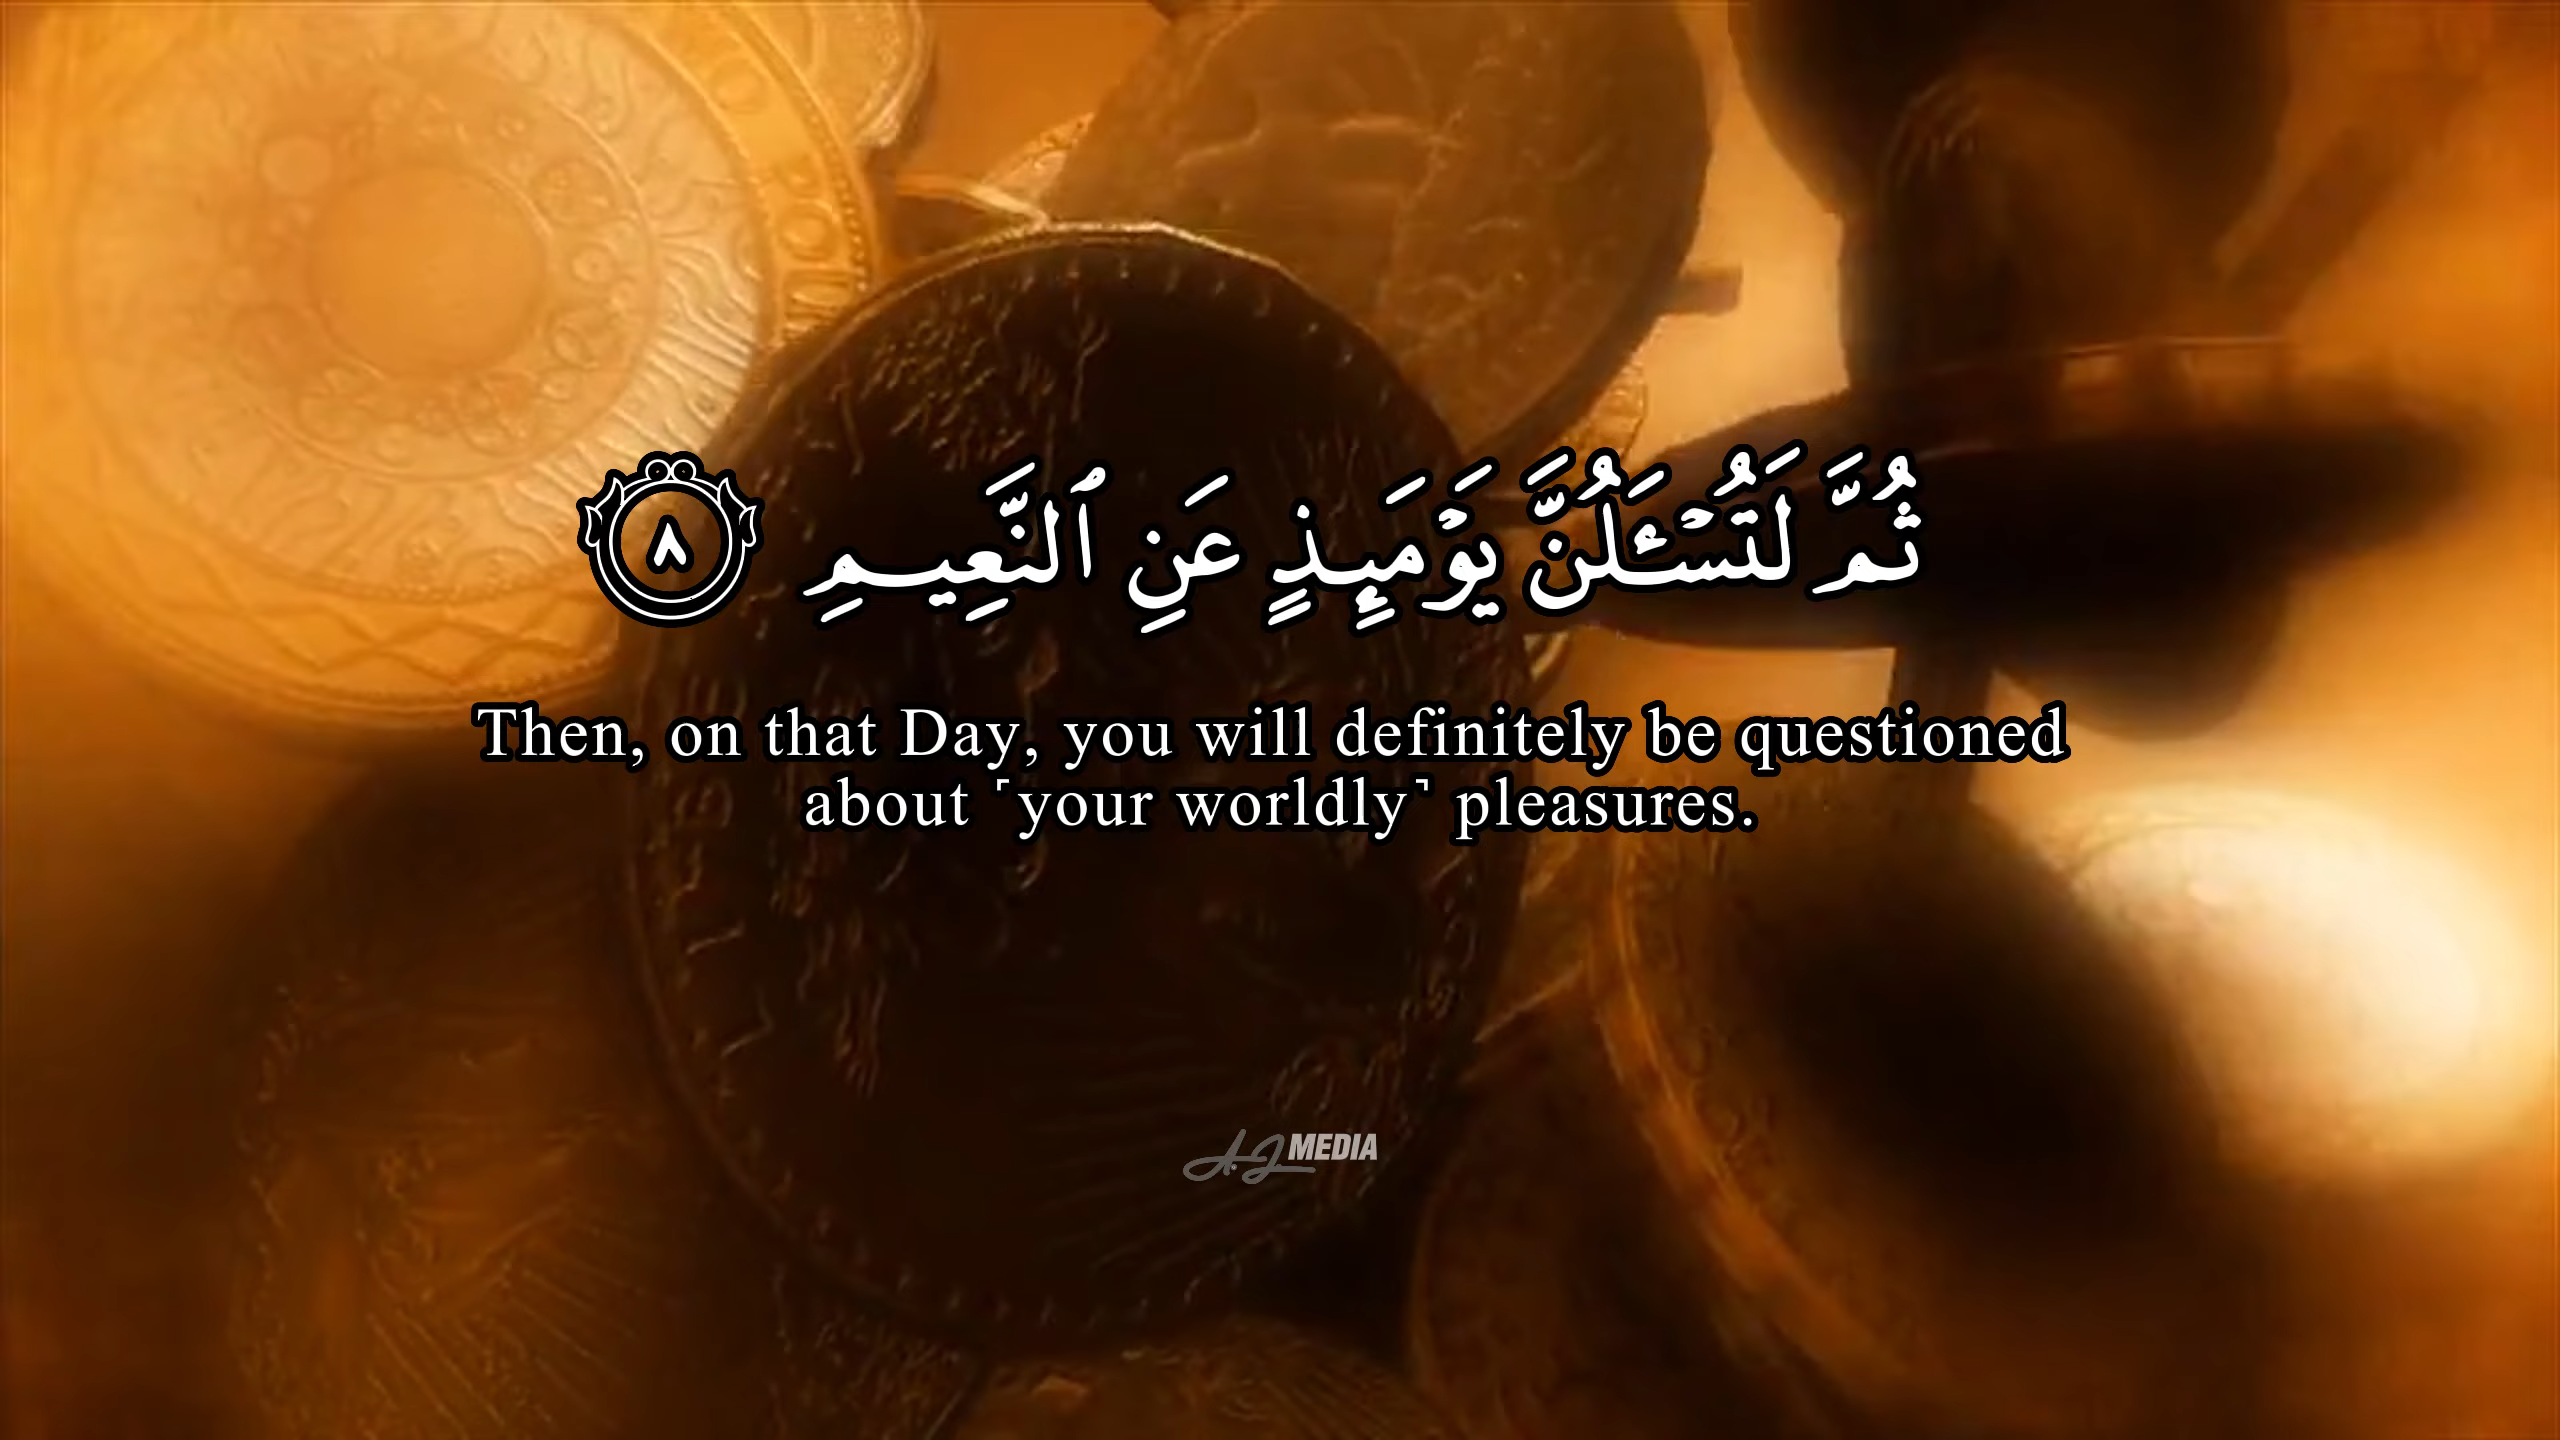 ثُمَّ لَتُسْـَٔلُنَّ يَوْمَئِذٍ عَنِ ٱلنَّعِيمِ ٨
Then, on that Day, you will definitely be questioned
about ˹your worldly˺ pleasures.
A.J MEDIA